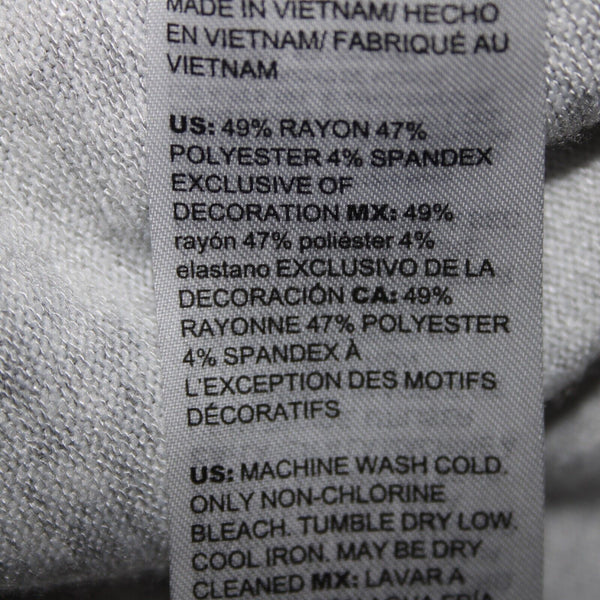 MADE IN VIETNAM/ HECHO
EN VIETNAM/ FABRIQUÉ AU
VIETNAM
US: 49% RAYON 47%
POLYESTER 4% SPANDEX
EXCLUSIVE OF
DECORATION MX: 49%
rayón 47% poliéster 4%
elastano EXCLUSIVO DE LA
DECORACIÓN CA: 49%
RAYONNE 47% POLYESTER
4% SPANDEX À
L'EXCEPTION DES MOTIFS
DÉCORATIFS
US: MACHINE WASH COLD.
ONLY NON-CHLORINE
BLEACH. TUMBLE DRY LOW.
COOL IRON. MAY BE DRY
CLEANED MX: LAVAR A